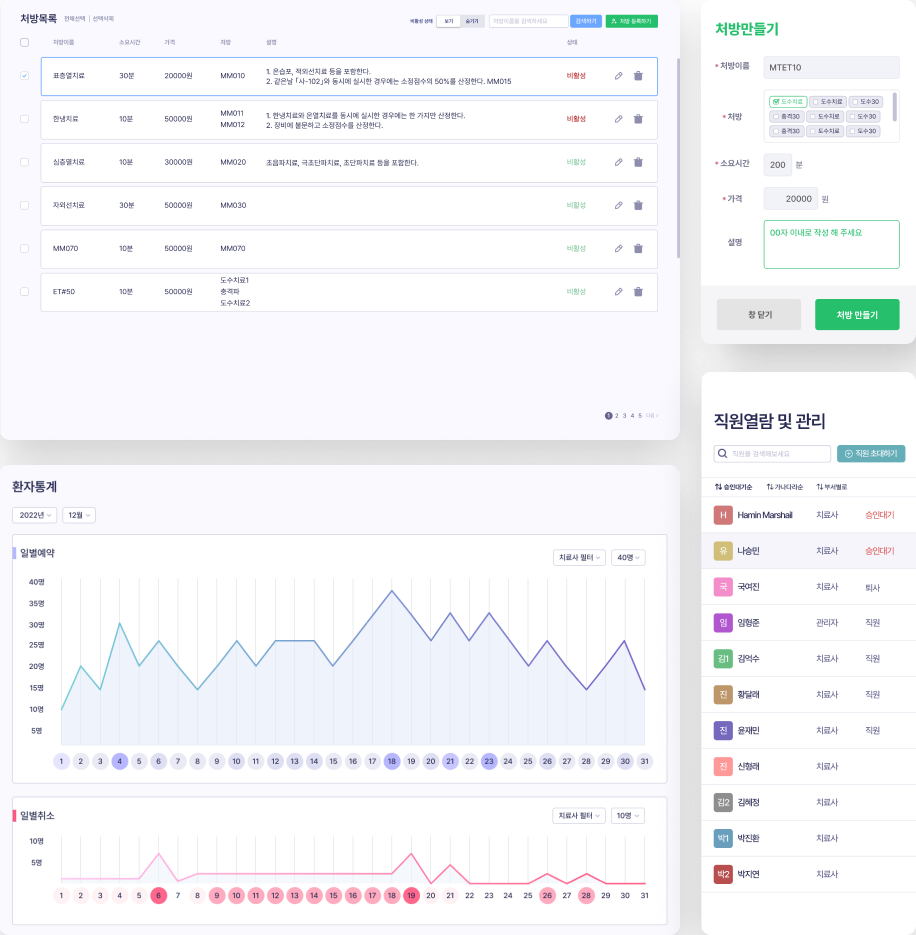 처방목록 전체선택 | 선택삭제
비활성 상태 보기 숨기기 처방이름을 검색하세요 검색하기 처방 등록하기
처방이름 소요시간 가격 처방 설명 상태
표층열치료 30분 20000원 MM010 1. 온습포, 적외선치료 등을 포함한다. 비활성
2. 같은날 「사-102」와 동시에 실시한 경우에는 소정점수의 50%를 산정한다. MM015
한냉치료 10분 50000원 MM011 1. 한냉치료와 온열치료를 동시에 실시한 경우에는 한 가지만 산정한다. 비활성
MM012 2. 장비에 불문하고 소정점수를 산정한다.
심층열치료 10분 30000원 MM020 초음파치료, 극초단파치료, 초단파치료 등을 포함한다. 비활성
자외선치료 30분 50000원 MM030 비활성
MM070 10분 50000원 MM070 비활성
ET#50 10분 50000원 도수치료1 비활성
충격파
도수치료2
1 2 3 4 5 다음 >
처방만들기
* 처방이름 MTET10
* 처방 도수치료 도수치료 도수30
충격30 도수치료 도수30
충격30 도수치료 도수30
* 소요시간 200 분
* 가격 20000 원
설명 00자 이내로 작성 해 주세요
창 닫기 처방 만들기
환자통계
2022년 12월
일별예약 치료사 필터 40명
40명
35명
30명
25명
20명
15명
10명
5명
1 2 3 4 5 6 7 8 9 10 11 12 13 14 15 16 17 18 19 20 21 22 23 24 25 26 27 28 29 30 31
일별취소 치료사 필터 10명
10명
5명
1 2 3 4 5 6 7 8 9 10 11 12 13 14 15 16 17 18 19 20 21 22 23 24 25 26 27 28 29 30 31
직원열람 및 관리
직원을 검색해보세요 직원 초대하기
승인대기순 가나다라순 부서별로
H Hamin Marshail 치료사 승인대기
유 나승민 치료사 승인대기
국 국여진 치료사 퇴사
임 임형준 관리자 직원
김1 김억수 치료사 직원
진 황달래 치료사 직원
진 윤재민 치료사 직원
진 신형래 치료사
김2 김혜정 치료사
박1 박진환 치료사
박2 박지연 치료사